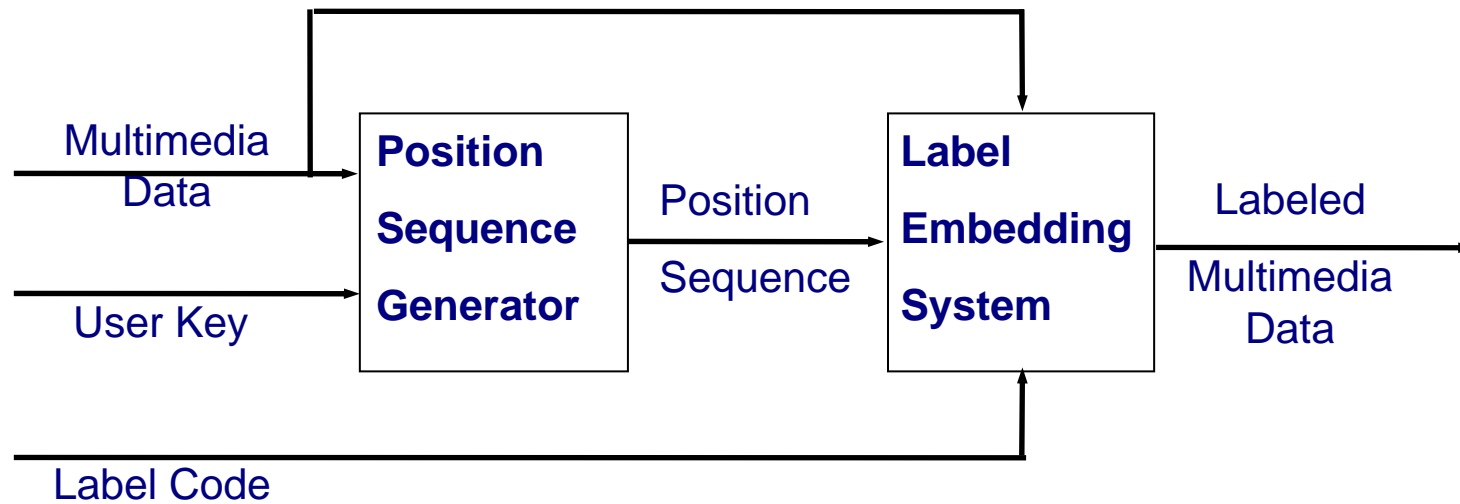 Multimedia
Data
User Key
Label Code
Position
Sequence
Generator
Position
Sequence
Label
Embedding
System
Labeled
Multimedia
Data